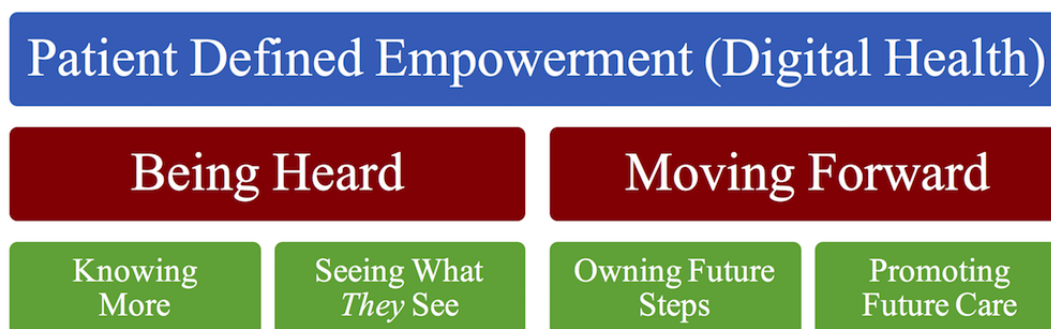 Patient Defined Empowerment (Digital Health)
Being Heard
Moving Forward
Knowing
More
Seeing What
They See
Owning Future
Steps
Promoting
Future Care